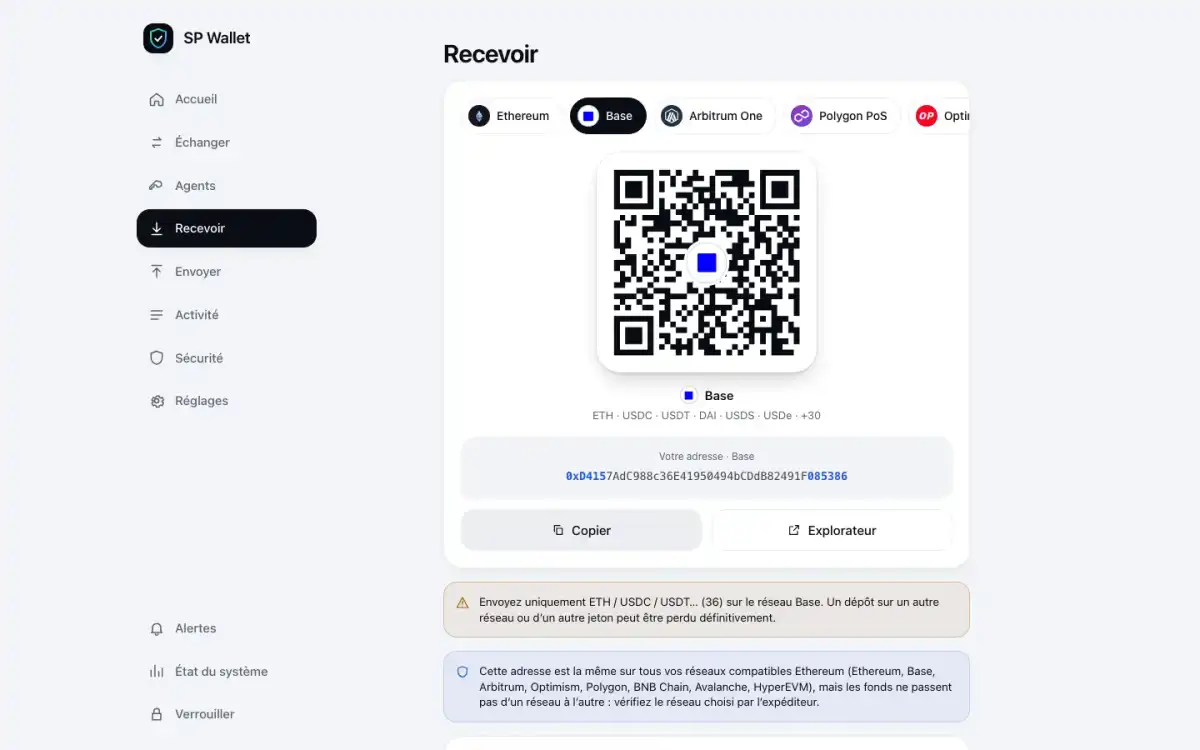 SP Wallet
Accueil
Échanger
Agents
Recevoir
Envoyer
Activité
Sécurité
Réglages
Alertes
État du système
Verrouiller
Recevoir
Ethereum
Base
Arbitrum One
Polygon PoS
OP Optir
Base
ETH · USDC · USDT · DAI · USDS · USDe · +30
Votre adresse · Base
0xD4157AdC988c36E41950494bCDdB82491F085386
Copier
Explorateur
Envoyez uniquement ETH / USDC / USDT… (36) sur le réseau Base. Un dépôt sur un autre
réseau ou d'un autre jeton peut être perdu définitivement.
Cette adresse est la même sur tous vos réseaux compatibles Ethereum (Ethereum, Base,
Arbitrum, Optimism, Polygon, BNB Chain, Avalanche, HyperEVM), mais les fonds ne passent
pas d'un réseau à l'autre : vérifiez le réseau choisi par l'expéditeur.